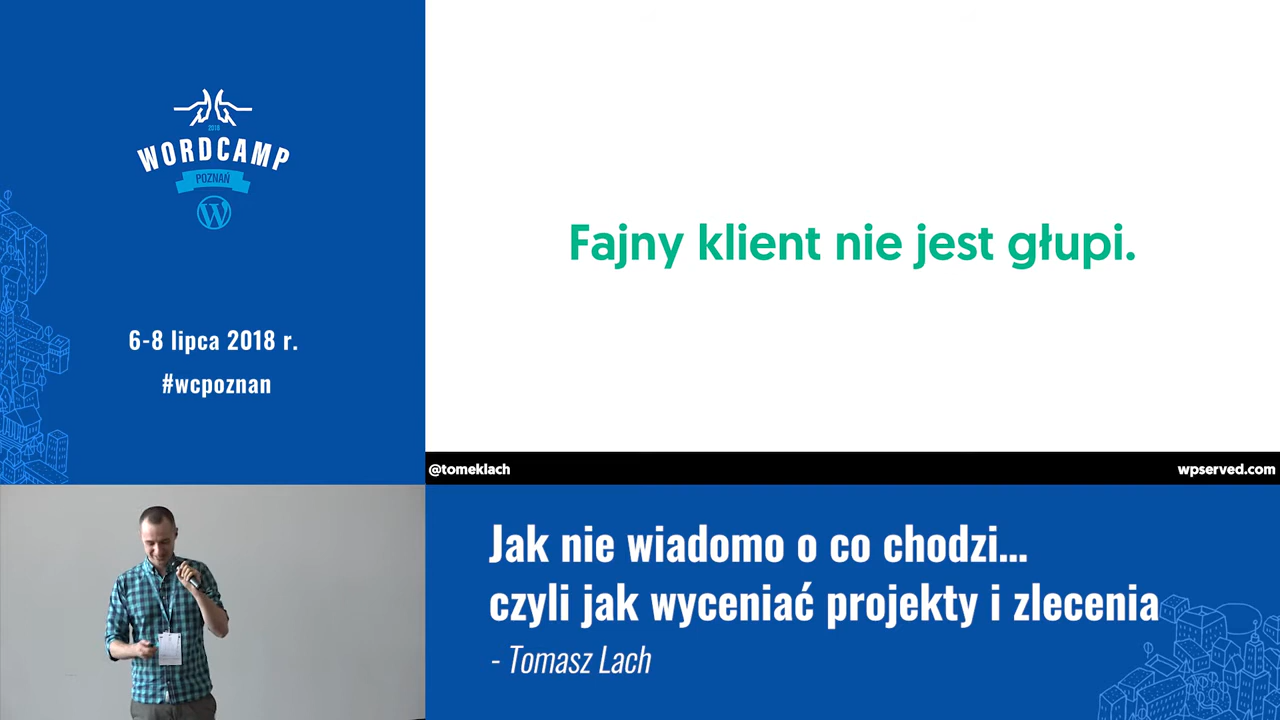 2018
WORDCAMP
POZNAŃ
6-8 lipca 2018 r.
#wcpoznan
Fajny klient nie jest głupi.
@tomeklach
wpserved.com
Jak nie wiadomo o co chodzi...
czyli jak wyceniać projekty i zlecenia
- Tomasz Lach